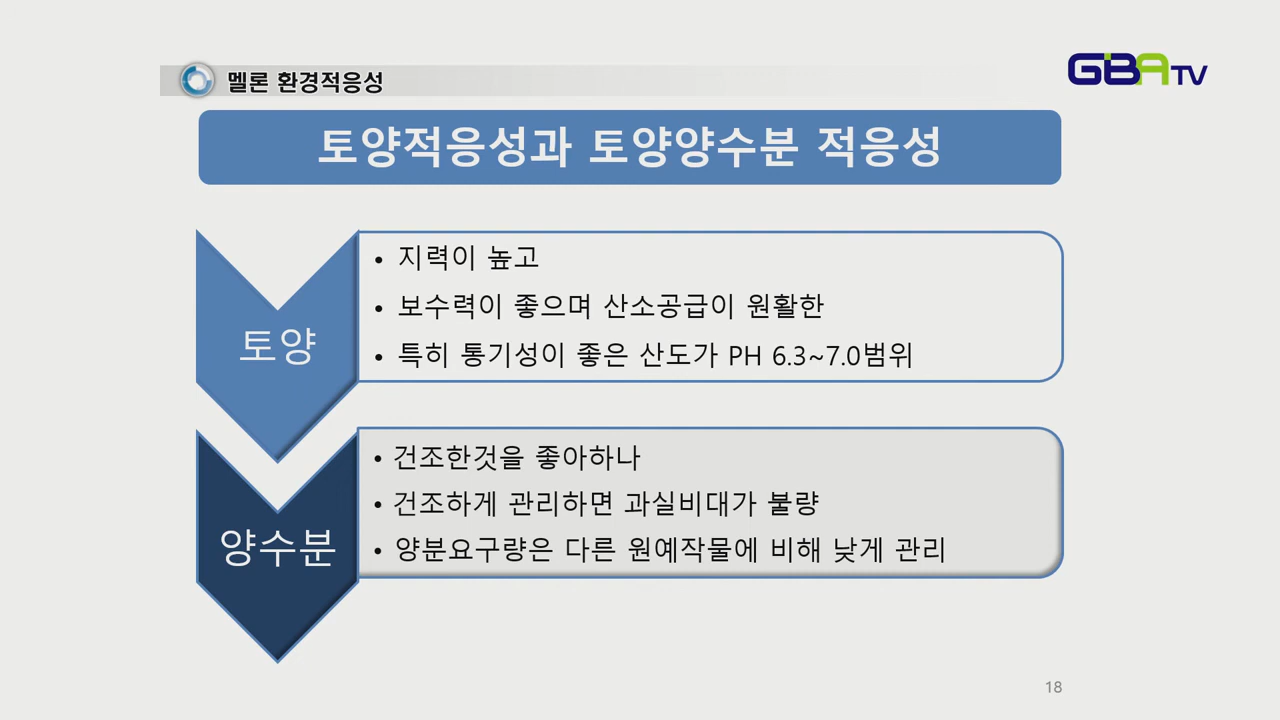 멜론 환경적응성
GBA TV
토양적응성과 토양양수분 적응성
토양
• 지력이 높고
• 보수력이 좋으며 산소공급이 원활한
• 특히 통기성이 좋은 산도가 PH 6.3~7.0범위
양수분
• 건조한것을 좋아하나
• 건조하게 관리하면 과실비대가 불량
• 양분요구량은 다른 원예작물에 비해 낮게 관리
18